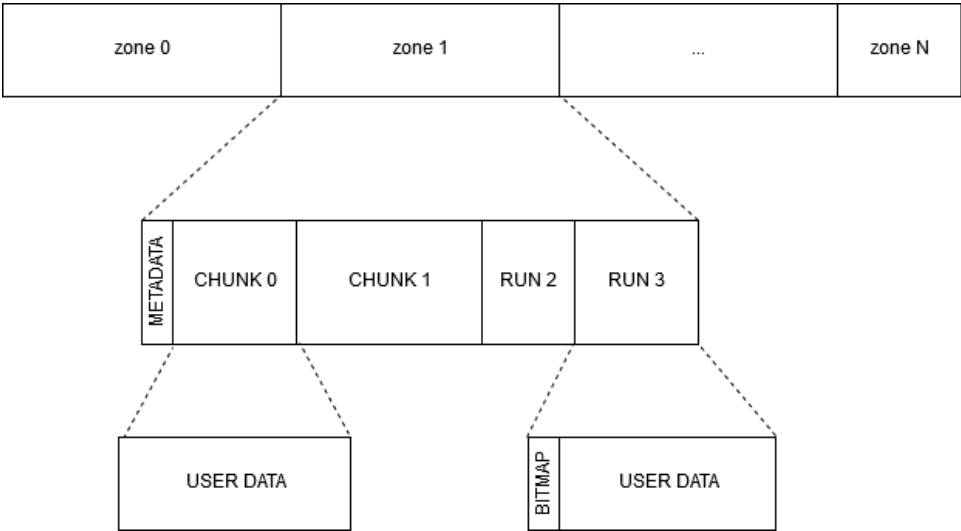 zone 0
zone 1
...
zone N
METADATA
CHUNK 0
CHUNK 1
RUN 2
RUN 3
USER DATA
BITMAP
USER DATA